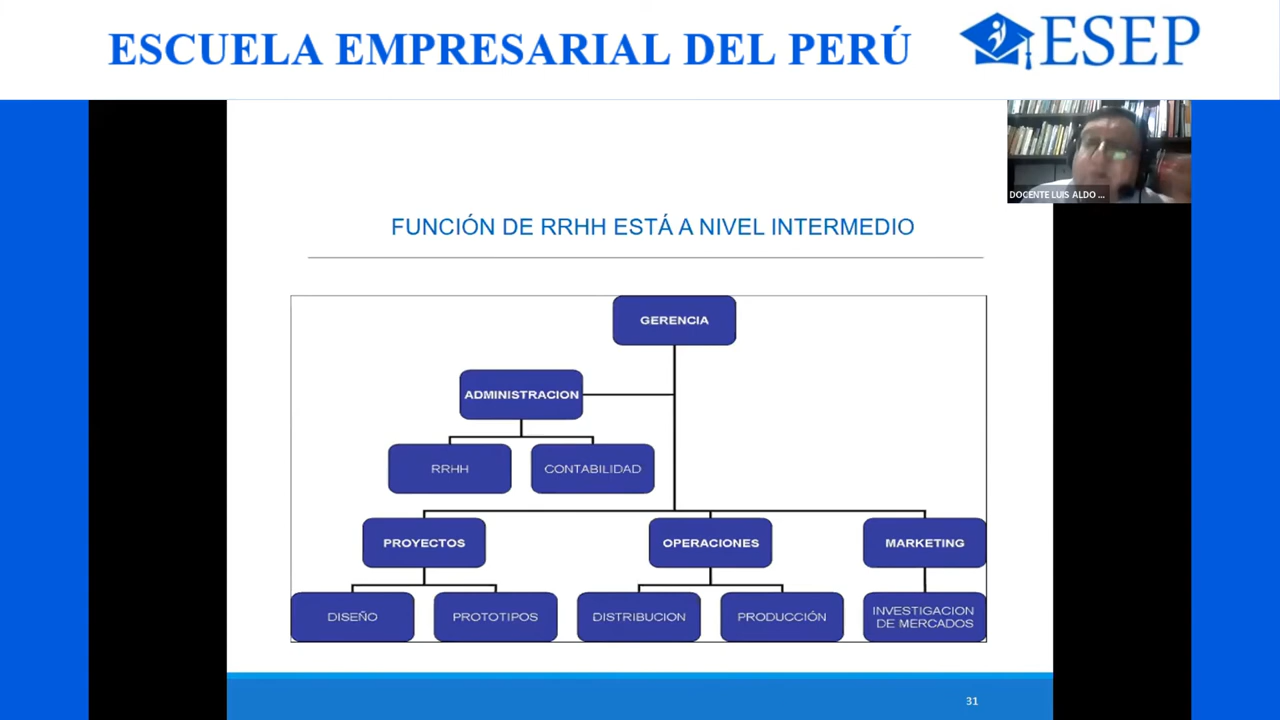 ESCUELA EMPRESARIAL DEL PERÚ
ESEP
DOCENTE LUIS ALDO ...
FUNCIÓN DE RRHH ESTÁ A NIVEL INTERMEDIO
GERENCIA
ADMINISTRACION
RRHH
CONTABILIDAD
PROYECTOS
OPERACIONES
MARKETING
DISEÑO
PROTOTIPOS
DISTRIBUCION
PRODUCCIÓN
INVESTIGACION
DE MERCADOS
31